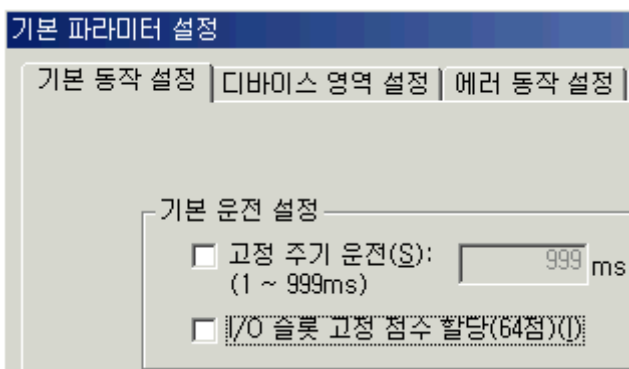 기본 파라미터 설정
기본 동작 설정 디바이스 영역 설정 에러 동작 설정
기본 운전 설정
고정 주기 운전(S): 999 ms
(1 ~ 999ms)
I/O 슬롯 고정 점수 할당(64점)(I)